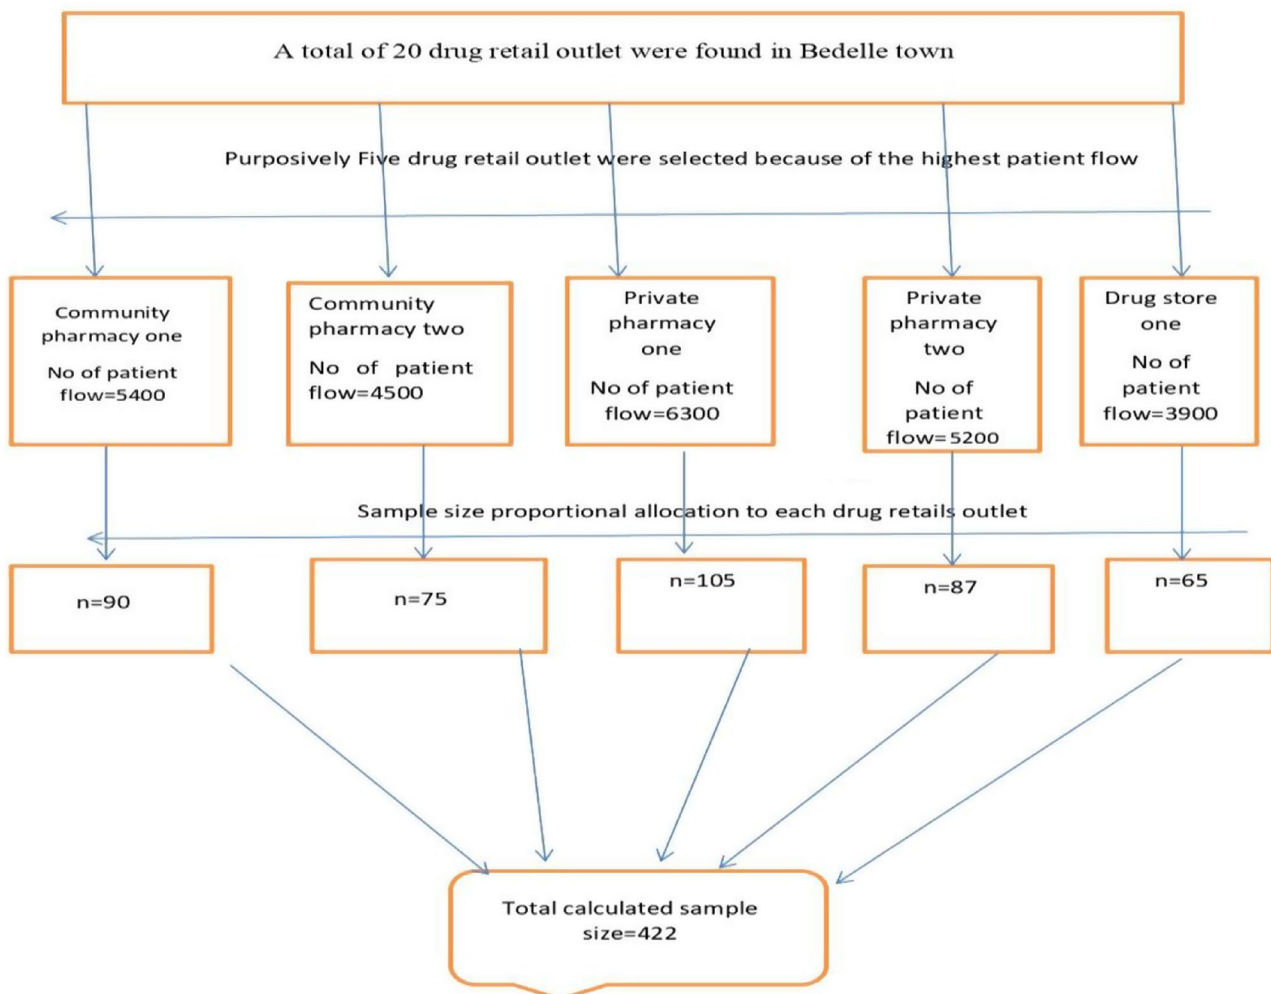 A total of 20 drug retail outlet were found in Bedelle town
Purposively Five drug retail outlet were selected because of the highest patient flow
Community
pharmacy one
No of patient
flow=5400
Community
pharmacy two
No of patient
flow=4500
Private
pharmacy
one
No of patient
flow=6300
Private
pharmacy
two
No of
patient
flow=5200
Drug store
one
No of
patient
flow=3900
Sample size proportional allocation to each drug retails outlet
n=90
n=75
n=105
n=87
n=65
Total calculated sample
size=422